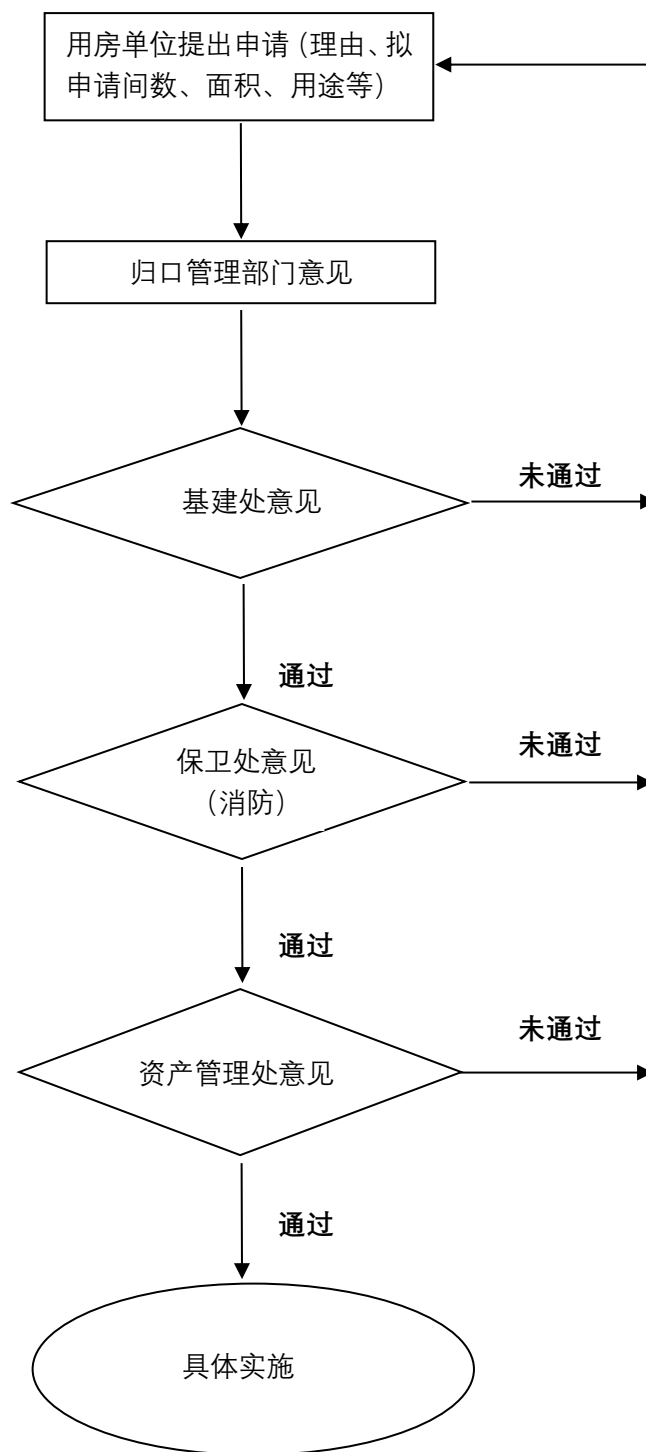 用房单位提出申请（理由、拟
申请间数、面积、用途等）
归口管理部门意见
基建处意见
未通过
通过
保卫处意见
（消防）
未通过
通过
资产管理处意见
未通过
通过
具体实施